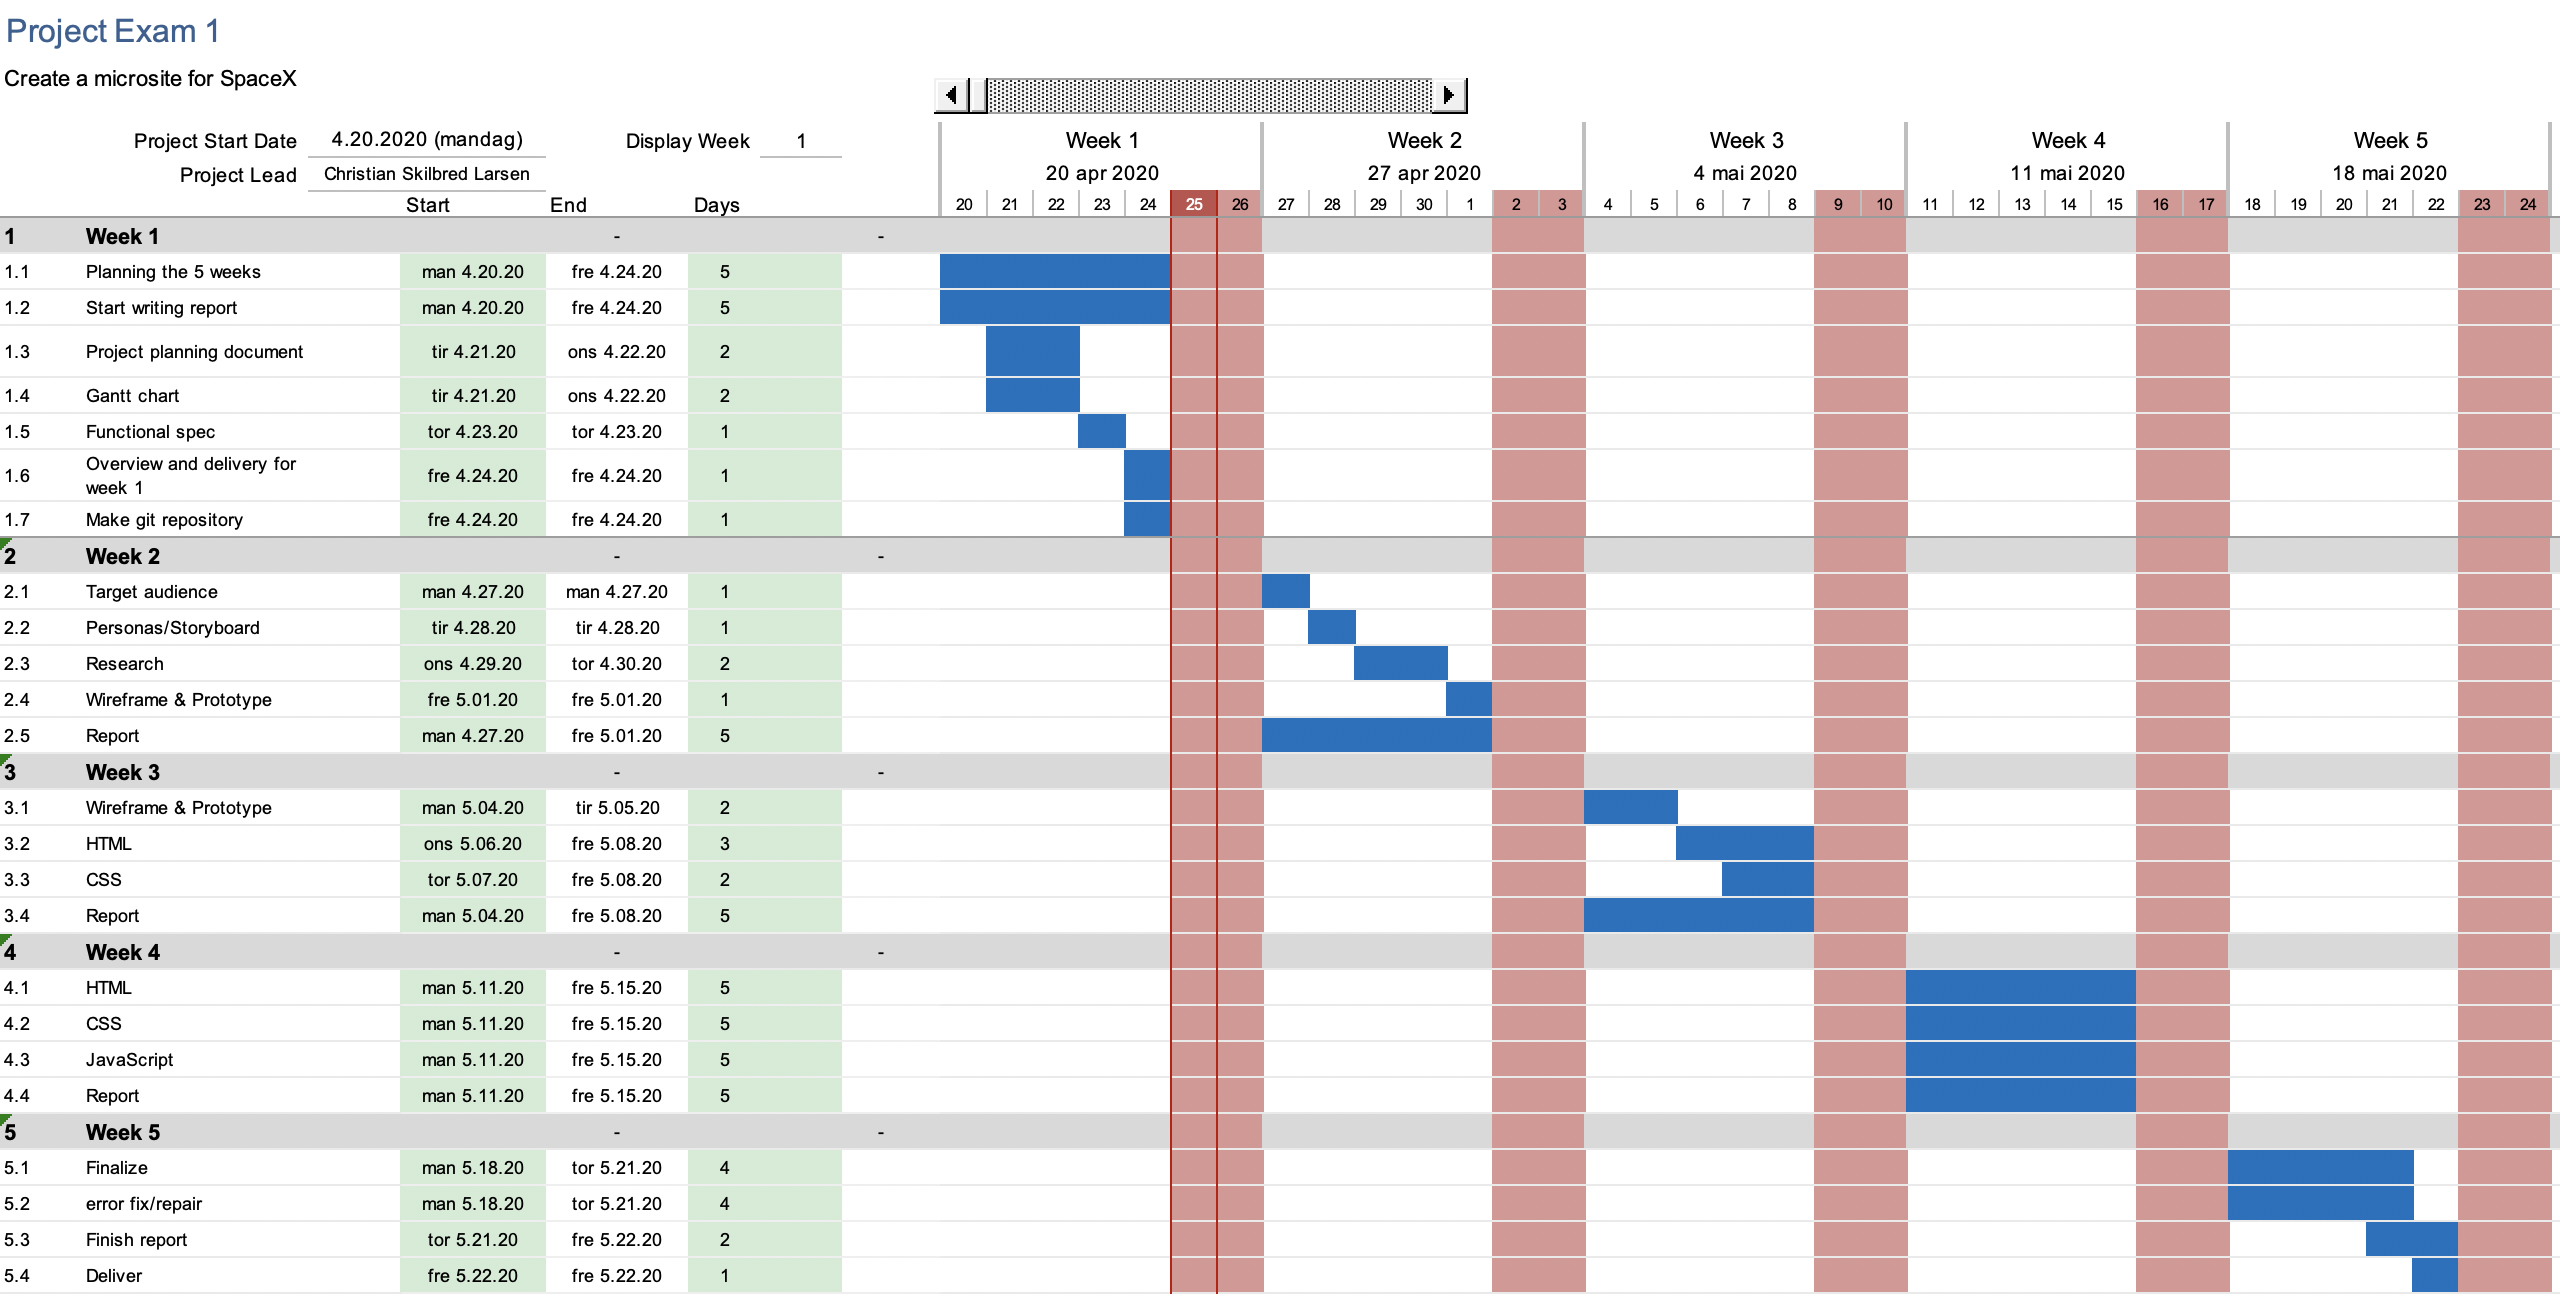 Project Exam 1
Create a microsite for SpaceX
Project Start Date 4.20.2020 (mandag) Display Week 1 Week 1 Week 2 Week 3 Week 4 Week 5
Project Lead Christian Skilbred Larsen 20 apr 2020 27 apr 2020 4 mai 2020 11 mai 2020 18 mai 2020
Start End Days 20 21 22 23 24 25 26 27 28 29 30 1 2 3 4 5 6 7 8 9 10 11 12 13 14 15 16 17 18 19 20 21 22 23 24
1 Week 1 - -
1.1 Planning the 5 weeks man 4.20.20 fre 4.24.20 5
1.2 Start writing report man 4.20.20 fre 4.24.20 5
1.3 Project planning document tir 4.21.20 ons 4.22.20 2
1.4 Gantt chart tir 4.21.20 ons 4.22.20 2
1.5 Functional spec tor 4.23.20 tor 4.23.20 1
1.6 Overview and delivery for
week 1 fre 4.24.20 fre 4.24.20 1
1.7 Make git repository fre 4.24.20 fre 4.24.20 1
2 Week 2 - -
2.1 Target audience man 4.27.20 man 4.27.20 1
2.2 Personas/Storyboard tir 4.28.20 tir 4.28.20 1
2.3 Research ons 4.29.20 tor 4.30.20 2
2.4 Wireframe & Prototype fre 5.01.20 fre 5.01.20 1
2.5 Report man 4.27.20 fre 5.01.20 5
3 Week 3 - -
3.1 Wireframe & Prototype man 5.04.20 tir 5.05.20 2
3.2 HTML ons 5.06.20 fre 5.08.20 3
3.3 CSS tor 5.07.20 fre 5.08.20 2
3.4 Report man 5.04.20 fre 5.08.20 5
4 Week 4 - -
4.1 HTML man 5.11.20 fre 5.15.20 5
4.2 CSS man 5.11.20 fre 5.15.20 5
4.3 JavaScript man 5.11.20 fre 5.15.20 5
4.4 Report man 5.11.20 fre 5.15.20 5
5 Week 5 - -
5.1 Finalize man 5.18.20 tor 5.21.20 4
5.2 error fix/repair man 5.18.20 tor 5.21.20 4
5.3 Finish report tor 5.21.20 fre 5.22.20 2
5.4 Deliver fre 5.22.20 fre 5.22.20 1